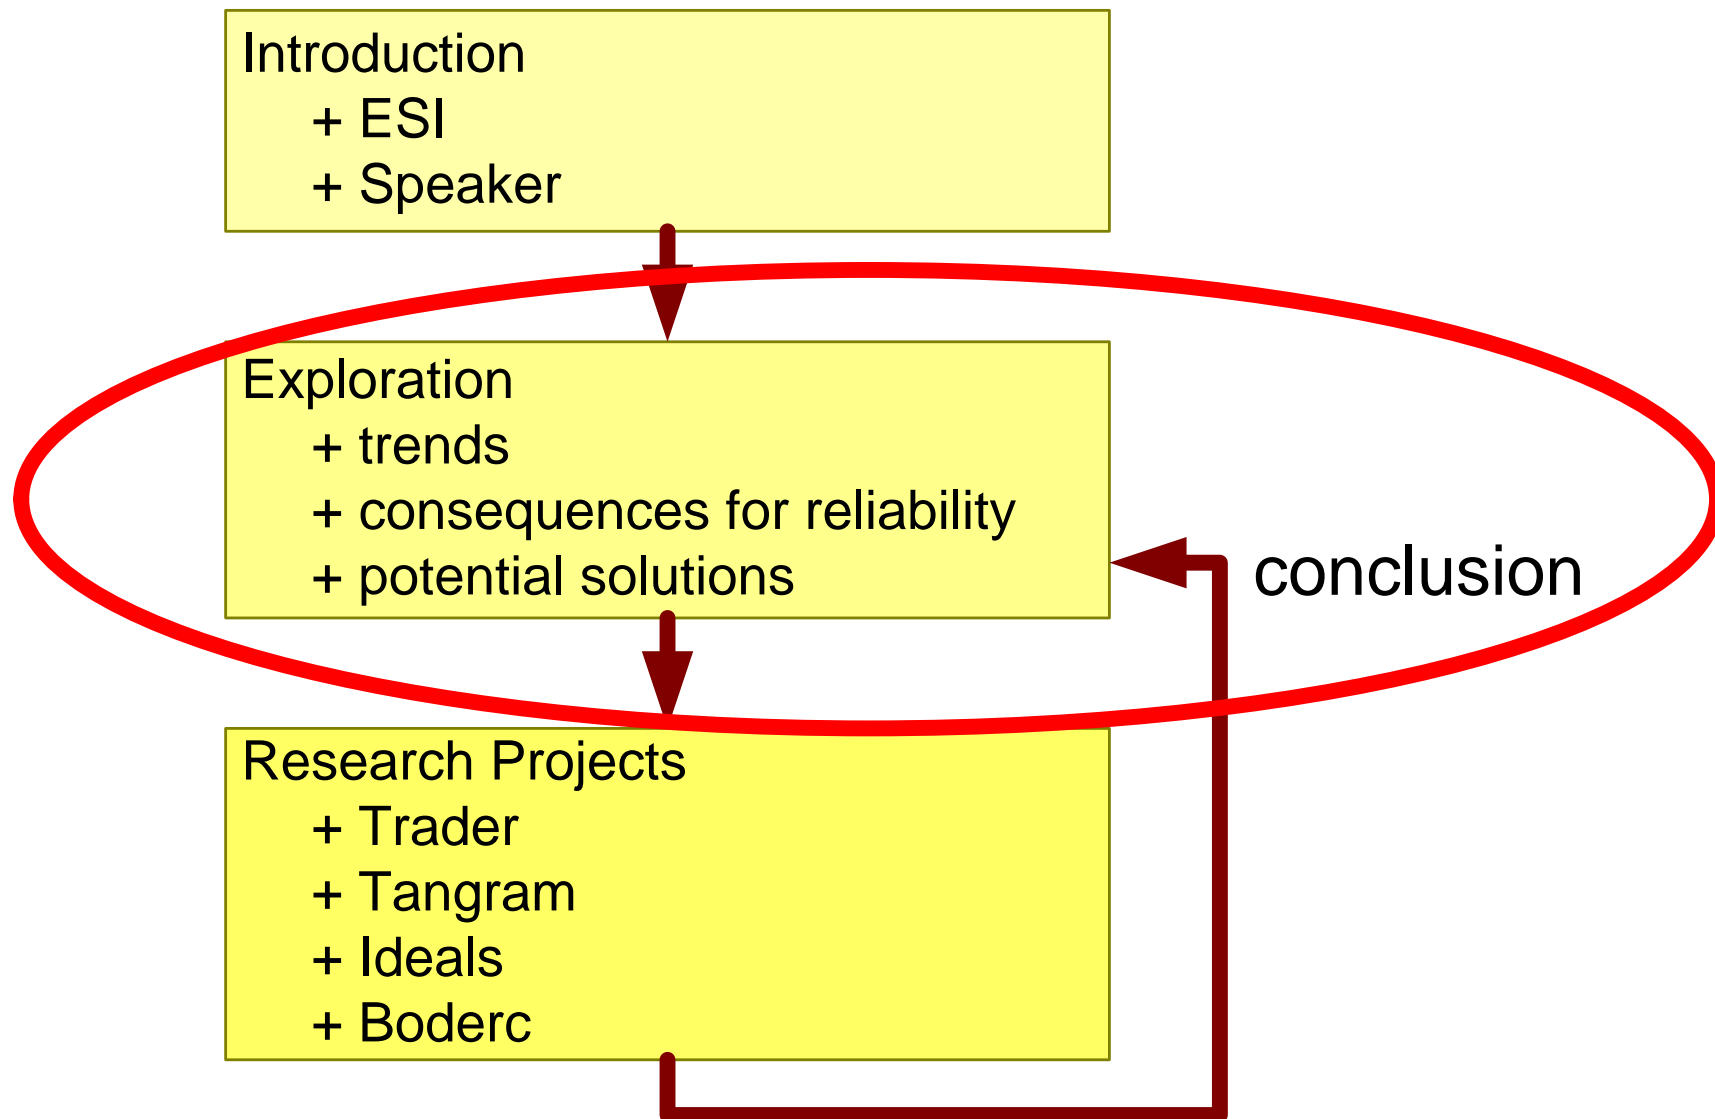 Introduction
+ ESI
+ Speaker
Exploration
+ trends
+ consequences for reliability
+ potential solutions
conclusion
Research Projects
+ Trader
+ Tangram
+ Ideals
+ Boderc